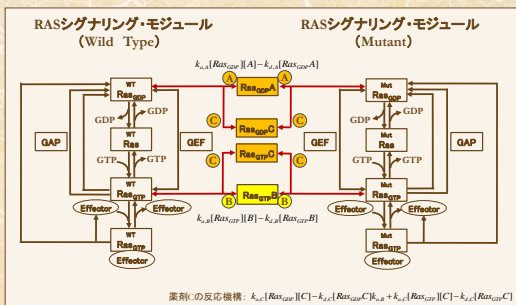 RASシグナリング・モジュール
（Wild Type）
RASシグナリング・モジュール
（Mutant）
k_{a,A}[Ras_{GDP}][A]−k_{d,A}[Ras_{GDP}A]
WT
Ras_{GDP}
A
Ras_{GDP}A
A
Mut
Ras_{GDP}
GDP
GDP
C
Ras_{GDP}C
C
GDP
GDP
GAP
WT
Ras
GEF
C
Ras_{GTP}C
C
GEF
Mut
Ras
GAP
GTP
GTP
GTP
GTP
WT
Ras_{GTP}
B
Ras_{GTP}B
B
Mut
Ras_{GTP}
k_{a,B}[Ras_{GTP}][B]−k_{d,B}[Ras_{GTP}B]
Effector
Effector
Effector
Effector
WT
Ras_{GTP}
Effector
Mut
Ras_{GTP}
Effector
薬剤Cの反応機構： k_{a,C}[Ras_{GDP}][C]−k_{d,C}[Ras_{GDP}C]k_{a,B}+k_{a,C}[Ras_{GTP}][C]−k_{d,C}[Ras_{GTP}C]